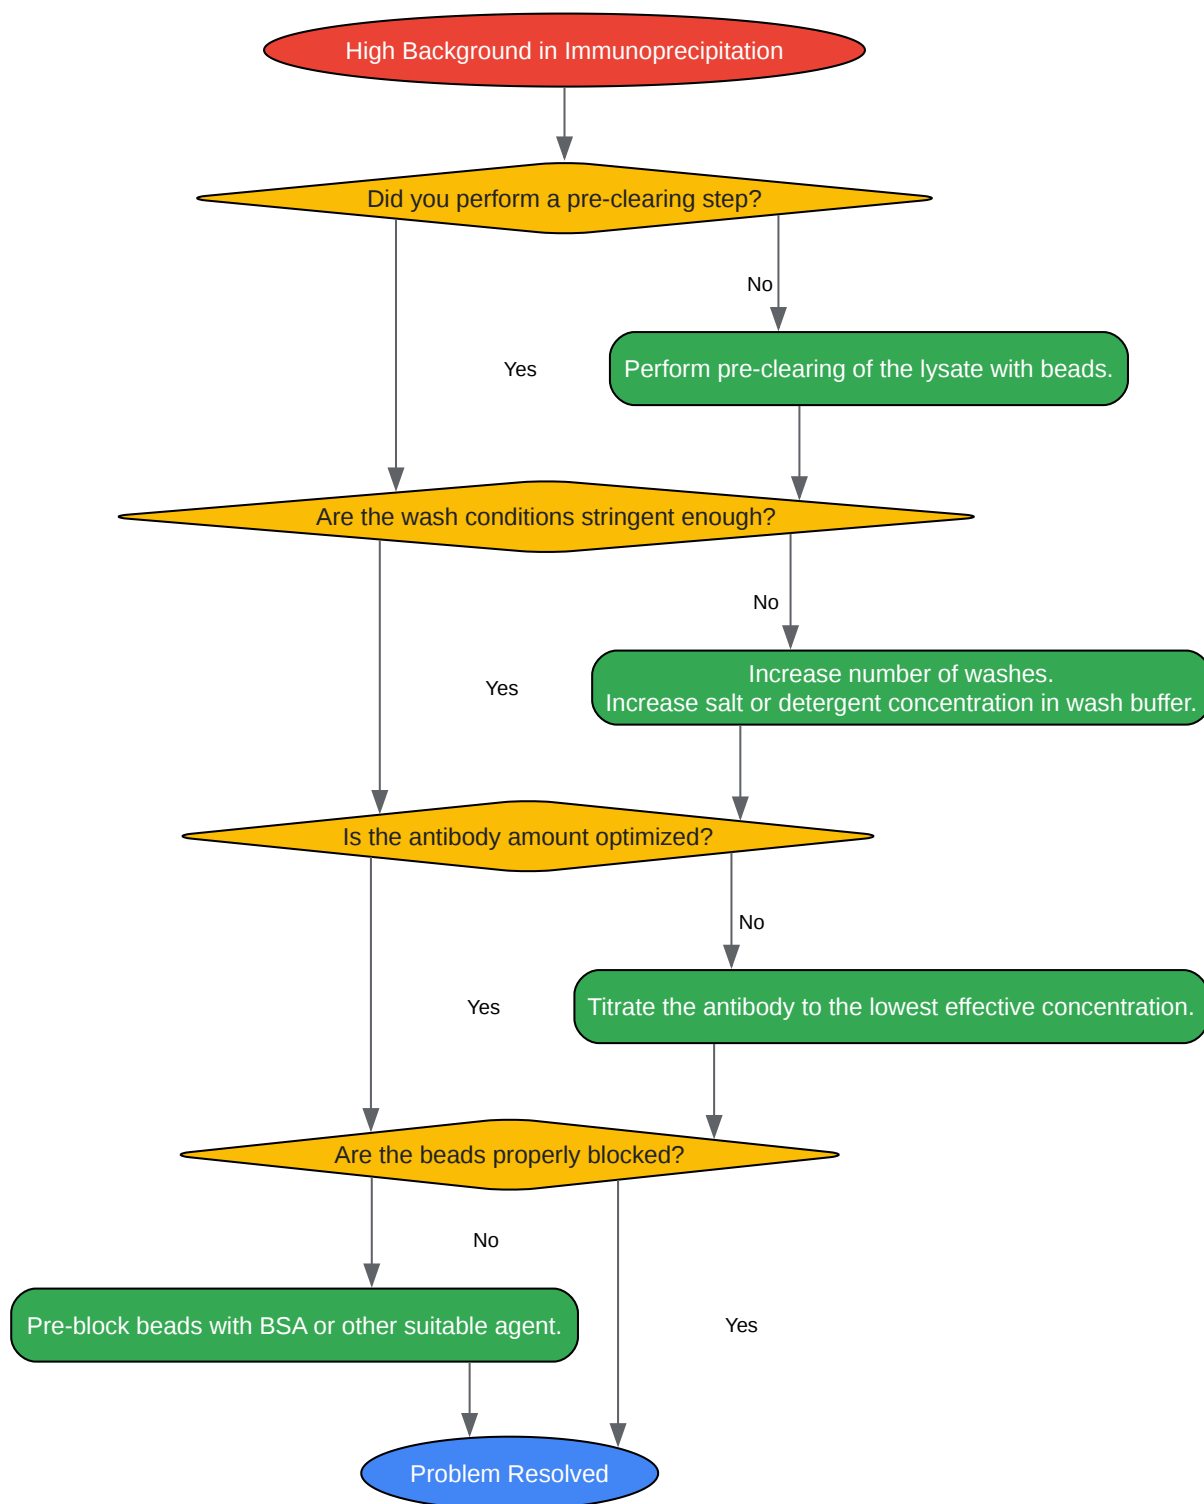 High Background in Immunoprecipitation
Did you perform a pre-clearing step?
No
Yes
Perform pre-clearing of the lysate with beads.
Are the wash conditions stringent enough?
No
Yes
Increase number of washes.
Increase salt or detergent concentration in wash buffer.
Is the antibody amount optimized?
No
Yes
Titrate the antibody to the lowest effective concentration.
Are the beads properly blocked?
No
Pre-block beads with BSA or other suitable agent.
Yes
Problem Resolved